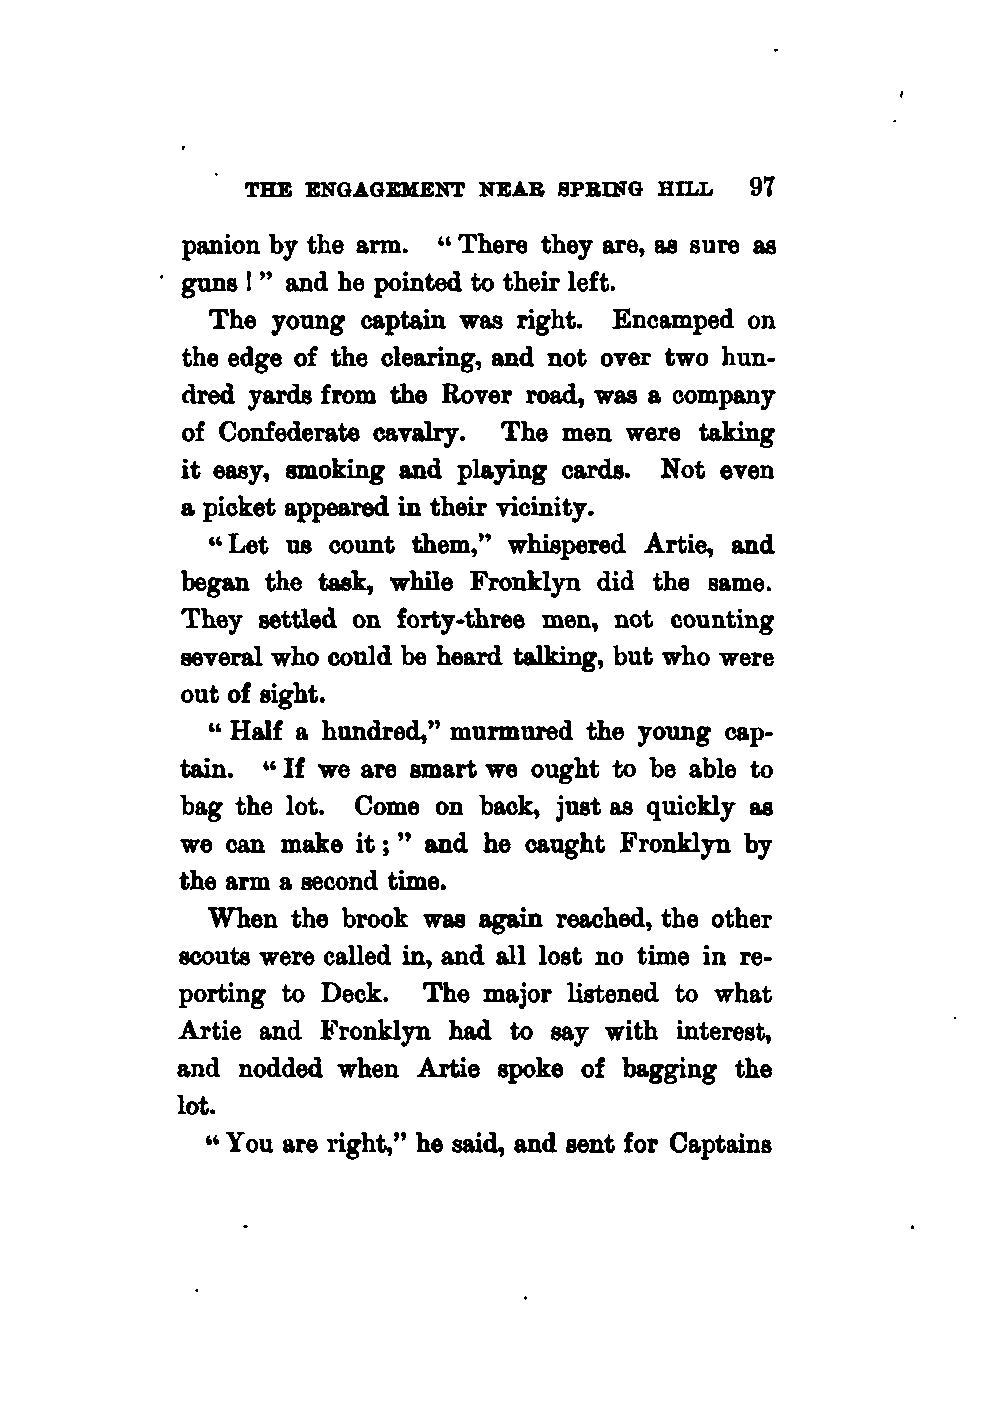 THE ENGAGEMENT NEAR SPRING HILL 97
panion by the arm. “There they are, as sure as
guns!” and he pointed to their left.
The young captain was right. Encamped on
the edge of the clearing, and not over two hun-
dred yards from the Rover road, was a company
of Confederate cavalry. The men were taking
it easy, smoking and playing cards. Not even
a picket appeared in their vicinity.
“Let us count them,” whispered Artie, and
began the task, while Fronklyn did the same.
They settled on forty-three men, not counting
several who could be heard talking, but who were
out of sight.
“Half a hundred,” murmured the young cap-
tain. “If we are smart we ought to be able to
bag the lot. Come on back, just as quickly as
we can make it;” and he caught Fronklyn by
the arm a second time.
When the brook was again reached, the other
scouts were called in, and all lost no time in re-
porting to Deck. The major listened to what
Artie and Fronklyn had to say with interest,
and nodded when Artie spoke of bagging the
lot.
“You are right,” he said, and sent for Captains